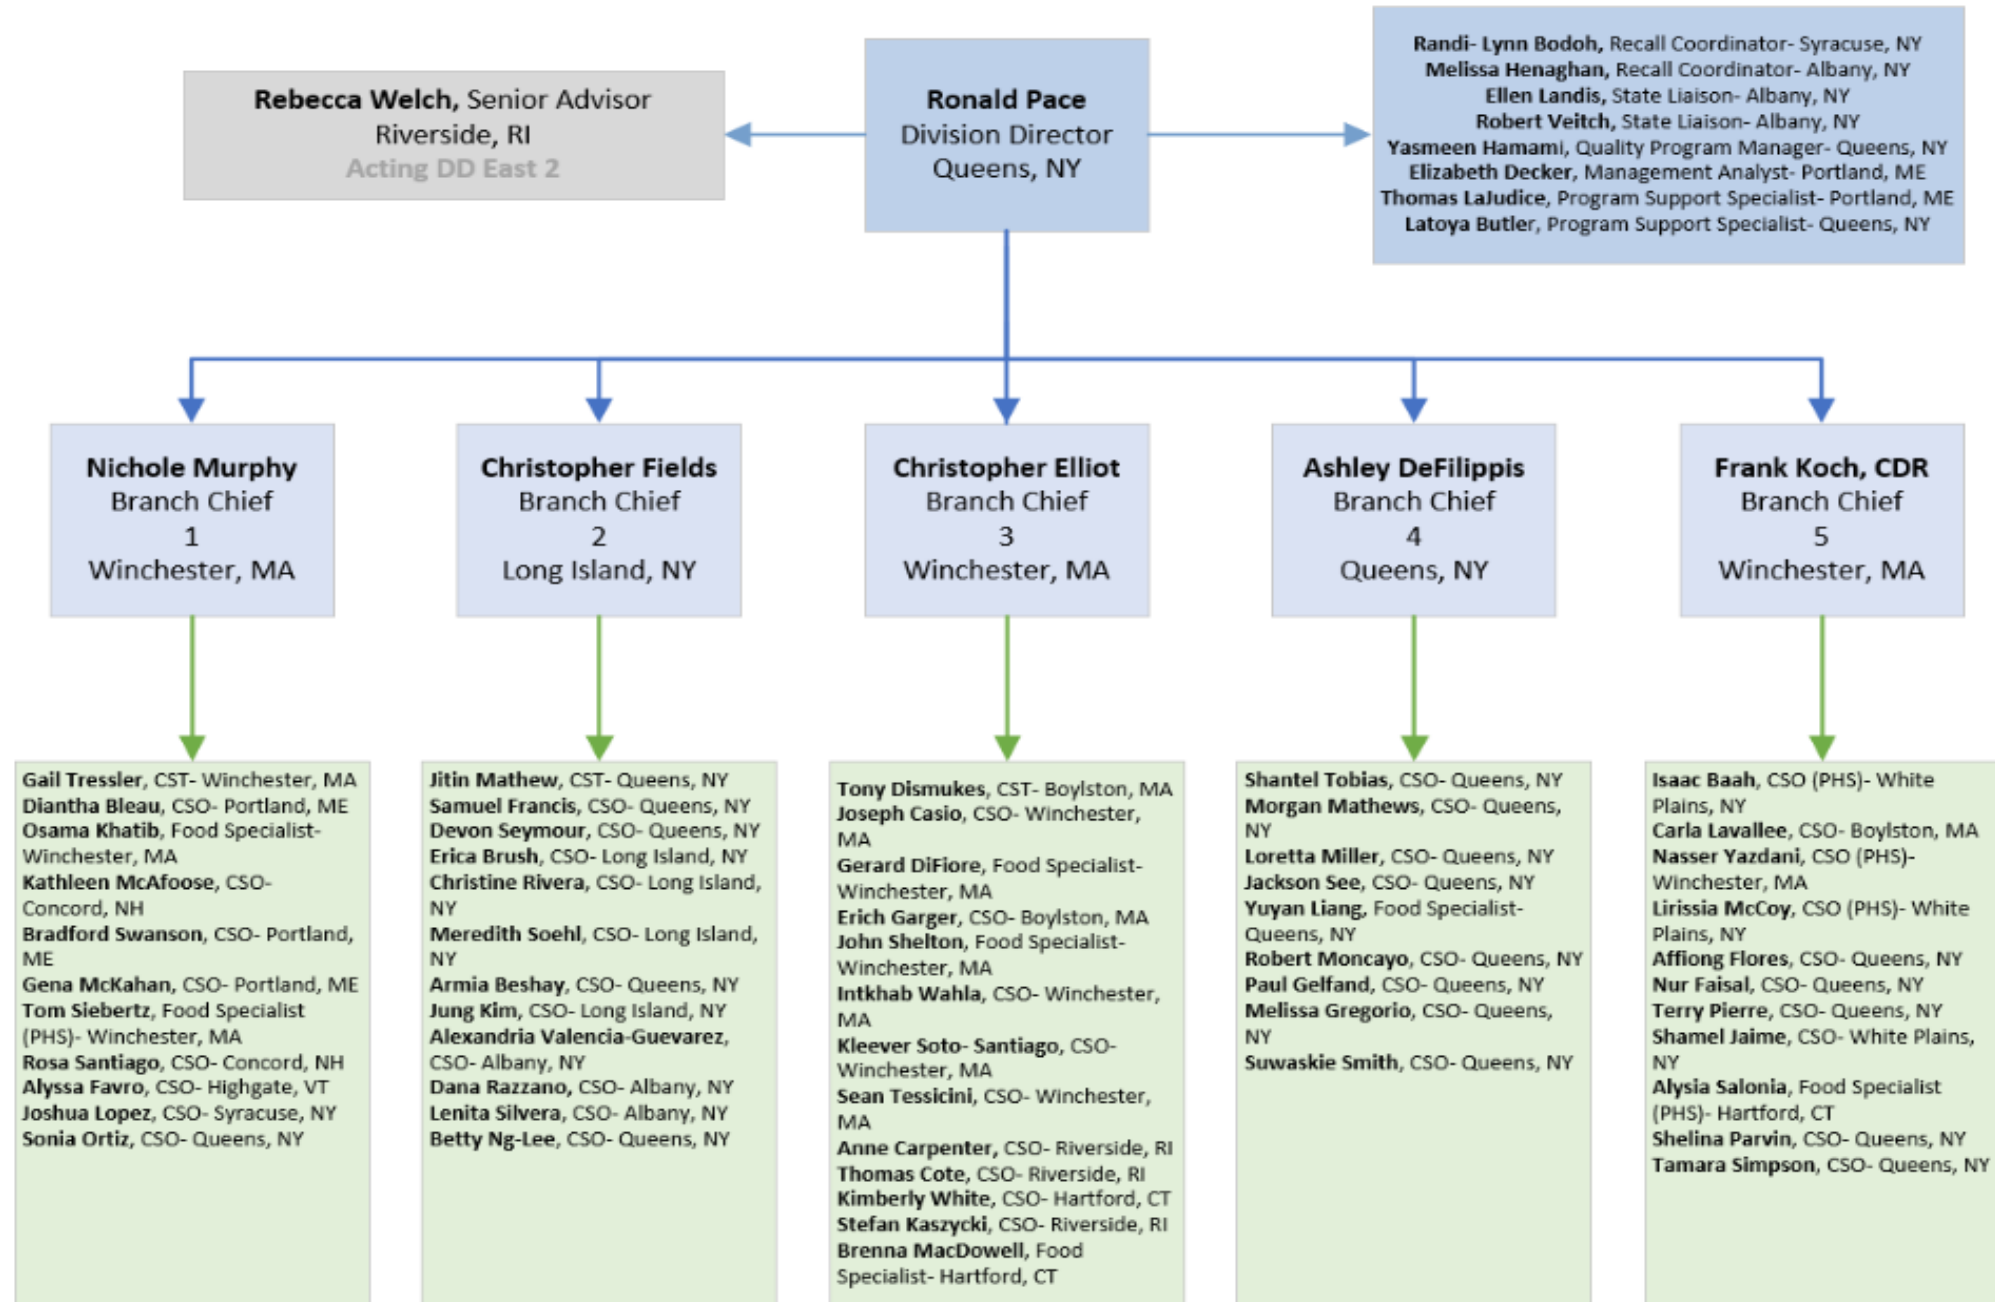 Rebecca Welch, Senior Advisor
Riverside, RI
Acting DD East 2
Ronald Pace
Division Director
Queens, NY
Randi- Lynn Bodoh, Recall Coordinator- Syracuse, NY
Melissa Henaghan, Recall Coordinator- Albany, NY
Ellen Landis, State Liaison- Albany, NY
Robert Veitch, State Liaison- Albany, NY
Yasmeen Hamami, Quality Program Manager- Queens, NY
Elizabeth Decker, Management Analyst- Portland, ME
Thomas LaJudice, Program Support Specialist- Portland, ME
Latoya Butler, Program Support Specialist- Queens, NY
Nichole Murphy
Branch Chief
1
Winchester, MA
Christopher Fields
Branch Chief
2
Long Island, NY
Christopher Elliot
Branch Chief
3
Winchester, MA
Ashley DeFilippis
Branch Chief
4
Queens, NY
Frank Koch, CDR
Branch Chief
5
Winchester, MA
Gail Tressler, CST- Winchester, MA
Diantha Bleau, CSO- Portland, ME
Osama Khatib, Food Specialist-
Winchester, MA
Kathleen McAfoose, CSO-
Concord, NH
Bradford Swanson, CSO- Portland,
ME
Gena McKahan, CSO- Portland, ME
Tom Siebertz, Food Specialist
(PHS)- Winchester, MA
Rosa Santiago, CSO- Concord, NH
Alyssa Favro, CSO- Highgate, VT
Joshua Lopez, CSO- Syracuse, NY
Sonia Ortiz, CSO- Queens, NY
Jitin Mathew, CST- Queens, NY
Samuel Francis, CSO- Queens, NY
Devon Seymour, CSO- Queens, NY
Erica Brush, CSO- Long Island, NY
Christine Rivera, CSO- Long Island,
NY
Meredith Soehl, CSO- Long Island,
NY
Armia Beshay, CSO- Queens, NY
Jung Kim, CSO- Long Island, NY
Alexandria Valencia-Guevarez,
CSO- Albany, NY
Dana Razzano, CSO- Albany, NY
Lenita Silvera, CSO- Albany, NY
Betty Ng-Lee, CSO- Queens, NY
Tony Dismukes, CST- Boylston, MA
Joseph Casio, CSO- Winchester,
MA
Gerard DiFiore, Food Specialist-
Winchester, MA
Erich Garger, CSO- Boylston, MA
John Shelton, Food Specialist-
Winchester, MA
Intkhab Wahla, CSO- Winchester,
MA
Kleever Soto- Santiago, CSO-
Winchester, MA
Sean Tessicini, CSO- Winchester,
MA
Anne Carpenter, CSO- Riverside, RI
Thomas Cote, CSO- Riverside, RI
Kimberly White, CSO- Hartford, CT
Stefan Kaszycki, CSO- Riverside, RI
Brenna MacDowell, Food
Specialist- Hartford, CT
Shantel Tobias, CSO- Queens, NY
Morgan Mathews, CSO- Queens,
NY
Loretta Miller, CSO- Queens, NY
Jackson See, CSO- Queens, NY
Yuyan Liang, Food Specialist-
Queens, NY
Robert Moncayo, CSO- Queens, NY
Paul Gelfand, CSO- Queens, NY
Melissa Gregorio, CSO- Queens,
NY
Suwaskie Smith, CSO- Queens, NY
Isaac Baah, CSO (PHS)- White
Plains, NY
Carla Lavallee, CSO- Boylston, MA
Nasser Yazdani, CSO (PHS)-
Winchester, MA
Lirissia McCoy, CSO (PHS)- White
Plains, NY
Affiong Flores, CSO- Queens, NY
Nur Faisal, CSO- Queens, NY
Terry Pierre, CSO- Queens, NY
Shamel Jaime, CSO- White Plains,
NY
Alysia Salonia, Food Specialist
(PHS)- Hartford, CT
Shelina Parvin, CSO- Queens, NY
Tamara Simpson, CSO- Queens, NY